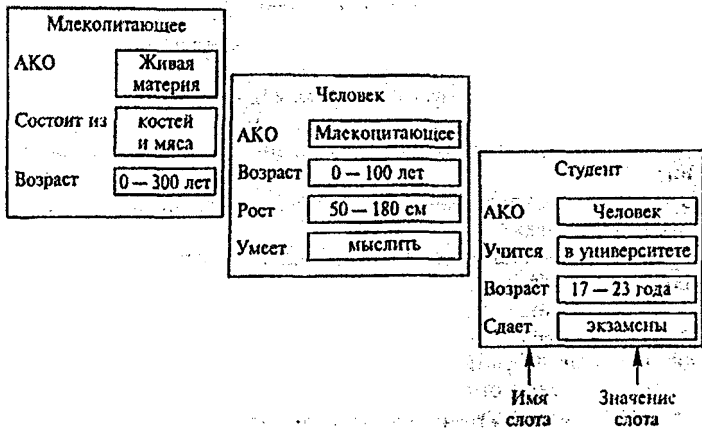 Млекопитающее
АКО
Живая
материя
Состоит из
костей
и мяса
Возраст
0 — 300 лет
Человек
АКО
Млекопитающее
Возраст
0 — 100 лет
Рост
50 — 180 см
Умеет
мыслить
Студент
АКО
Человек
Учится
в университете
Возраст
17 — 23 года
Сдает
экзамены
Имя
слота
Значение
слота